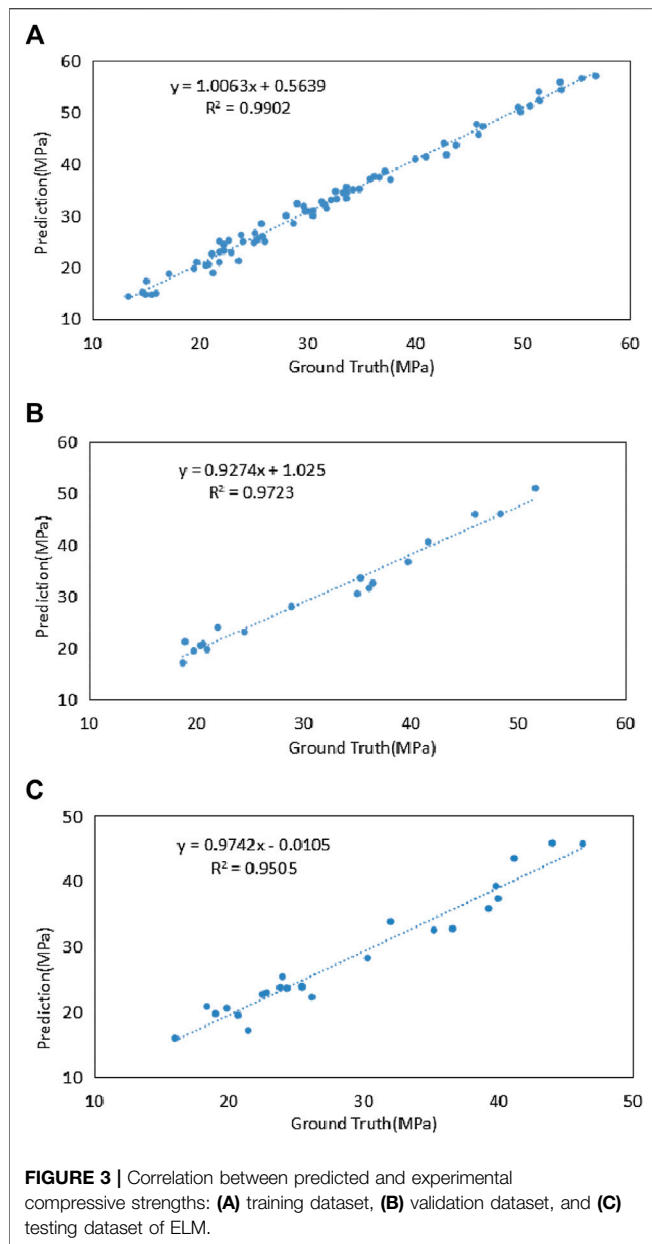 A
60
50
40
30
20
10
Prediction(MPa)
y = 1.0063x + 0.5639
R² = 0.9902
10 20 30 40 50 60
Ground Truth(MPa)
B
60
50
40
30
20
10
Prediction(MPa)
y = 0.9274x + 1.025
R² = 0.9723
10 20 30 40 50 60
Ground Truth(MPa)
C
50
40
30
20
10
Prediction(MPa)
y = 0.9742x - 0.0105
R² = 0.9505
10 20 30 40 50
Ground Truth(MPa)
FIGURE 3 | Correlation between predicted and experimental
compressive strengths: (A) training dataset, (B) validation dataset, and (C)
testing dataset of ELM.